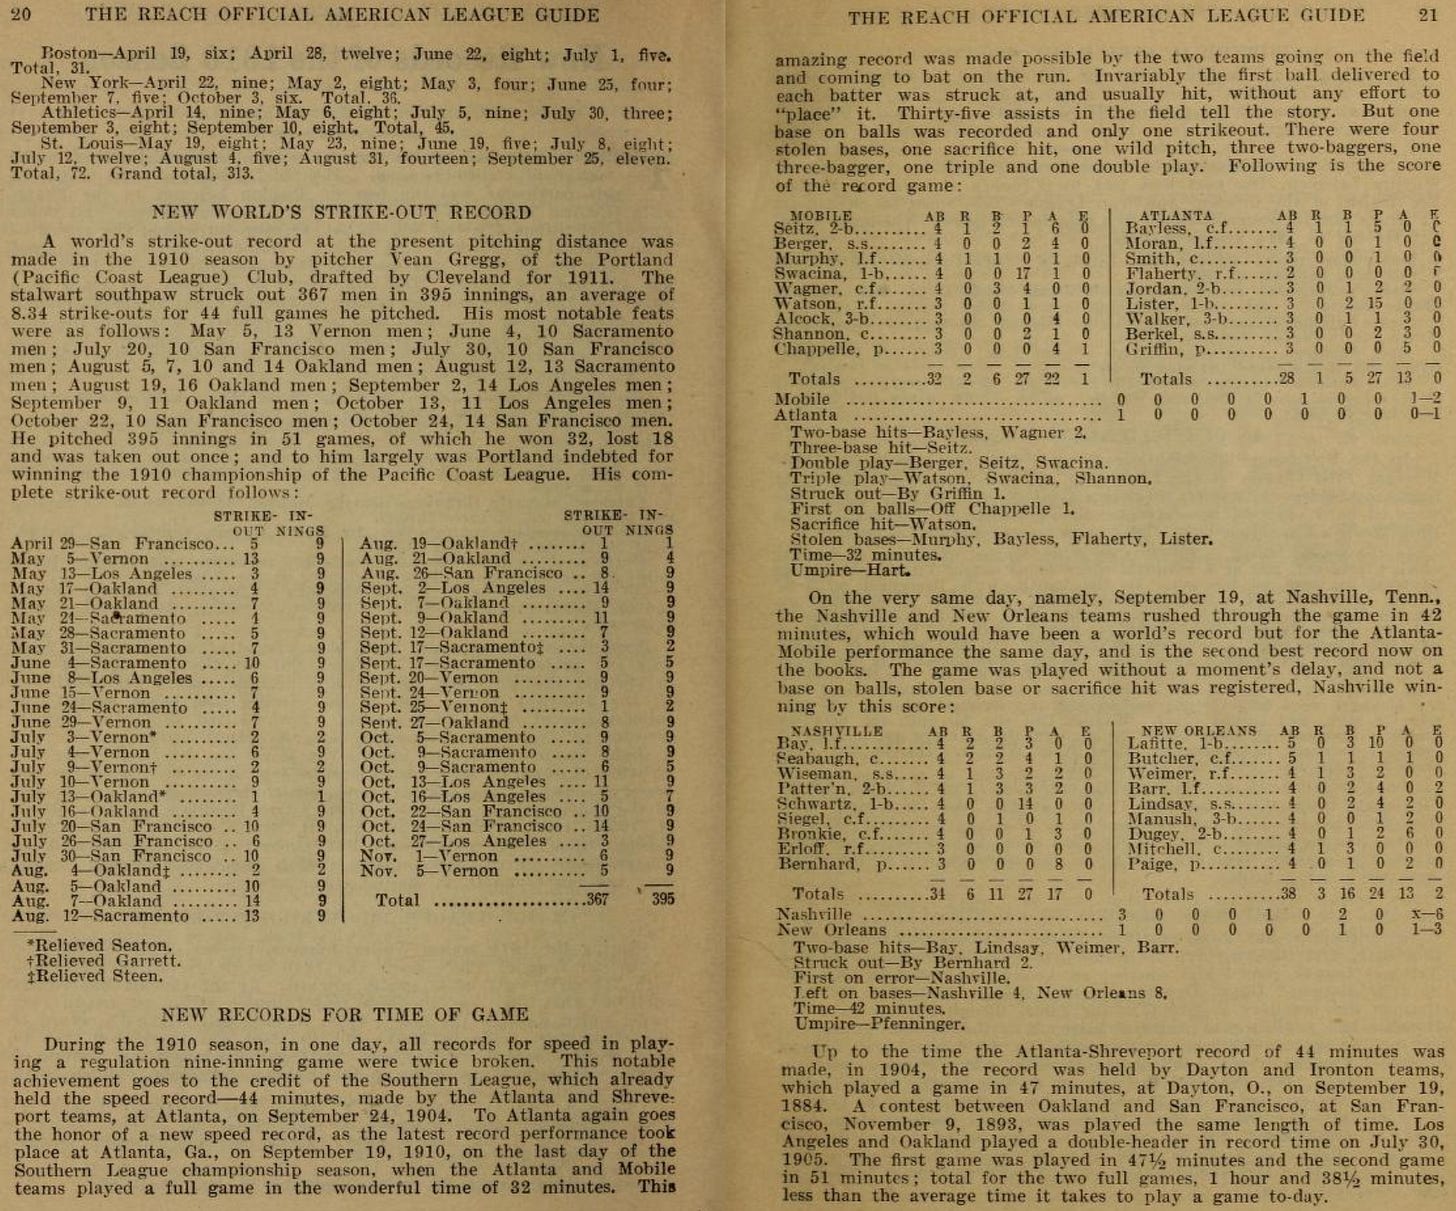 20 THE REACH OFFICIAL AMERICAN LEAGUE GUIDE
Boston—April 19, six; April 28, twelve; June 22, eight; July 1, five.
Total, 31.
New York—April 22, nine; May 2, eight; May 3, four; June 25, four;
September 7, five; October 3, six. Total, 36.
Athletics—April 14, nine; May 6, eight; July 5, nine; July 30, three;
September 3, eight; September 10, eight. Total, 45.
St. Louis—May 19, eight; May 23, nine; June 19, five; July 8, eight;
July 12, twelve; August 4, five; August 31, fourteen; September 25, eleven.
Total, 72. Grand total, 313.
NEW WORLD'S STRIKE-OUT RECORD
A world's strike-out record at the present pitching distance was
made in the 1910 season by pitcher Vean Gregg, of the Portland
(Pacific Coast League) Club, drafted by Cleveland for 1911. The
stalwart southpaw struck out 367 men in 395 innings, an average of
8.34 strike-outs for 44 full games he pitched. His most notable feats
were as follows: May 5, 13 Vernon men; June 4, 10 Sacramento
men; July 20, 10 San Francisco men; July 30, 10 San Francisco
men; August 5, 7, 10 and 14 Oakland men; August 12, 13 Sacramento
men; August 19, 16 Oakland men; September 2, 14 Los Angeles men;
September 9, 11 Oakland men; October 13, 11 Los Angeles men;
October 22, 10 San Francisco men; October 24, 14 San Francisco men.
He pitched 395 innings in 51 games, of which he won 32, lost 18
and was taken out once; and to him largely was Portland indebted for
winning the 1910 championship of the Pacific Coast League. His com-
plete strike-out record follows:
STRIKE- IN-
OUT NINGS
April 29—San Francisco... 5 9
May 5—Vernon .......... 13 9
May 13—Los Angeles ..... 3 9
May 17—Oakland ......... 4 9
May 21—Oakland ......... 7 9
May 21—Sacramento ..... 4 9
May 28—Sacramento ..... 5 9
May 31—Sacramento ..... 7 9
June 4—Sacramento ..... 10 9
June 8—Los Angeles ..... 6 9
June 15—Vernon .......... 7 9
June 24—Sacramento ..... 4 9
June 29—Vernon .......... 7 9
July 3—Vernon* ......... 2 2
July 4—Vernon .......... 6 9
July 9—Vernon† ......... 2 2
July 10—Vernon .......... 9 9
July 13—Oakland* ........ 1 1
July 16—Oakland ......... 4 9
July 20—San Francisco .. 10 9
July 26—San Francisco .. 6 9
July 30—San Francisco .. 10 9
Aug. 4—Oakland‡ ........ 2 2
Aug. 5—Oakland ......... 10 9
Aug. 7—Oakland ......... 14 9
Aug. 12—Sacramento ..... 13 9
STRIKE- IN-
OUT NINGS
Aug. 19—Oakland† ........ 1 1
Aug. 21—Oakland ......... 9 4
Aug. 26—San Francisco .. 8 9
Sept. 2—Los Angeles .... 14 9
Sept. 7—Oakland ......... 9 9
Sept. 9—Oakland ......... 11 9
Sept. 12—Oakland ........ 7 9
Sept. 17—Sacramento‡ .... 3 2
Sept. 17—Sacramento ..... 5 5
Sept. 20—Vernon ......... 9 9
Sept. 24—Vernon ......... 9 9
Sept. 25—Vernon‡ ........ 1 2
Sept. 27—Oakland ........ 8 9
Oct. 5—Sacramento ...... 9 9
Oct. 9—Sacramento ...... 8 9
Oct. 9—Sacramento ...... 6 5
Oct. 13—Los Angeles ..... 11 9
Oct. 16—Los Angeles ..... 5 7
Oct. 22—San Francisco .. 10 9
Oct. 24—San Francisco .. 14 9
Oct. 27—Los Angeles .... 3 9
Nov. 1—Vernon .......... 6 9
Nov. 5—Vernon .......... 5 9
Total .....................367 395
*Relieved Seaton.
†Relieved Garrett.
‡Relieved Steen.
NEW RECORDS FOR TIME OF GAME
During the 1910 season, in one day, all records for speed in play-
ing a regulation nine-inning game were twice broken. This notable
achievement goes to the credit of the Southern League, which already
held the speed record—44 minutes, made by the Atlanta and Shreve-
port teams, at Atlanta, on September 24, 1904. To Atlanta again goes
the honor of a new speed record, as the latest record performance took
place at Atlanta, Ga., on September 19, 1910, on the last day of the
Southern League championship season, when the Atlanta and Mobile
teams played a full game in the wonderful time of 32 minutes. This
THE REACH OFFICIAL AMERICAN LEAGUE GUIDE 21
amazing record was made possible by the two teams going on the field
and coming to bat on the run. Invariably the first ball delivered to
each batter was struck at, and usually hit, without any effort to
"place" it. Thirty-five assists in the field tell the story. But one
base on balls was recorded and only one strikeout. There were four
stolen bases, one sacrifice hit, one wild pitch, three two-baggers, one
three-bagger, one triple and one double play. Following is the score
of the record game:
MOBILE AB R B P A E
Seitz, 2-b.......... 4 1 2 1 6 0
Berger, s.s......... 4 0 0 2 4 0
Murphy, l.f....... 4 1 1 0 1 0
Swacina, 1-b...... 4 0 0 17 1 0
Wagner, c.f....... 4 0 3 4 0 0
Watson, r.f........ 3 0 0 1 1 0
Alcock, 3-b........ 3 0 0 0 4 0
Shannon, c........ 3 0 0 2 1 0
Chappelle, p...... 3 0 0 0 4 1
Totals ..........32 2 6 27 22 1
ATLANTA AB R B P A E
Bayless, c.f....... 4 1 1 5 0
Moran, l.f......... 4 0 0 1 0 0
Smith, c........... 3 0 0 1 0 0
Flaherty, r.f...... 2 0 0 0 0
Jordan, 2-b........ 3 0 1 2 2 0
Lister, 1-b......... 3 0 2 15 0 0
Walker, 3-b....... 3 0 1 1 3 0
Berkel, s.s......... 3 0 0 2 3 0
Griffin, p.......... 3 0 0 0 5 0
Totals ..........28 1 5 27 13 0
Mobile ................................ 0 0 0 0 0 1 0 0 1—2
Atlanta ............................... 1 0 0 0 0 0 0 0 0—1
Two-base hits—Bayless, Wagner 2.
Three-base hit—Seitz.
Double play—Berger, Seitz, Swacina.
Triple play—Watson, Swacina, Shannon.
Struck out—By Griffin 1.
First on balls—Off Chappelle 1.
Sacrifice hit—Watson.
Stolen bases—Murphy, Bayless, Flaherty, Lister.
Time—32 minutes.
Umpire—Hart.
On the very same day, namely, September 19, at Nashville, Tenn.,
the Nashville and New Orleans teams rushed through the game in 42
minutes, which would have been a world's record but for the Atlanta-
Mobile performance the same day, and is the second best record now on
the books. The game was played without a moment's delay, and not a
base on balls, stolen base or sacrifice hit was registered, Nashville win-
ning by this score:
NASHVILLE AB R B P A E
Bay, l.f............ 4 2 2 3 0 0
Seabaugh, c....... 4 2 2 4 1 0
Wiseman, s.s...... 4 1 3 2 2 0
Patter'n, 2-b...... 4 1 3 3 2 0
Schwartz, 1-b..... 4 0 0 14 0 0
Siegel, c.f......... 4 0 1 0 1 0
Bronkie, c.f....... 4 0 0 1 3 0
Erloff, r.f......... 3 0 0 0 0 0
Bernhard, p....... 3 0 0 0 8 0
Totals ..........34 6 11 27 17 0
NEW ORLEANS AB R B P A E
Lafitte, 1-b........ 5 0 3 10 0 0
Butcher, c.f....... 5 1 1 1 1 0
Weimer, r.f....... 4 1 3 2 0 0
Barr, l.f........... 4 0 2 4 0 2
Lindsay, s.s....... 4 0 2 4 2 0
Manush, 3-b...... 4 0 0 1 2 0
Dugey, 2-b........ 4 0 1 2 6 0
Mitchell, c........ 4 1 3 0 0 0
Paige, p........... 4 0 1 0 2 0
Totals ..........38 3 16 24 13 2
Nashville .............................. 3 0 0 0 1 0 2 0 x—6
New Orleans .......................... 1 0 0 0 0 0 1 0 1—3
Two-base hits—Bay, Lindsay, Weimer, Barr.
Struck out—By Bernhard 2.
First on error—Nashville.
Left on bases—Nashville 4, New Orleans 8.
Time—42 minutes.
Umpire—Pfenninger.
Up to the time the Atlanta-Shreveport record of 44 minutes was
made, in 1904, the record was held by Dayton and Ironton teams,
which played a game in 47 minutes, at Dayton, O., on September 19,
1884. A contest between Oakland and San Francisco, at San Fran-
cisco, November 9, 1893, was played the same length of time. Los
Angeles and Oakland played a double-header in record time on July 30,
1905. The first game was played in 47½ minutes and the second game
in 51 minutes; total for the two full games, 1 hour and 38½ minutes,
less than the average time it takes to play a game to-day.